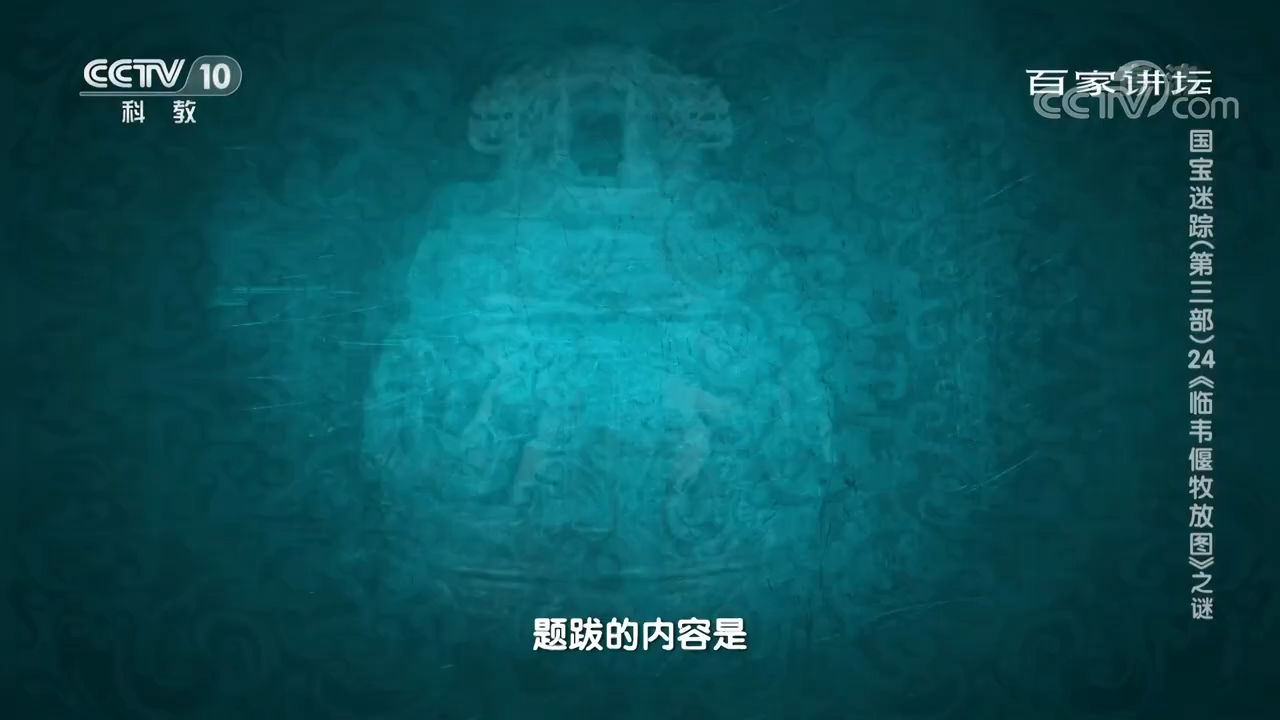 CCTV 10
科教
百家讲坛
CCTV.com
国宝迷踪(第三部)24《临韦偃牧放图》之谜
题跋的内容是